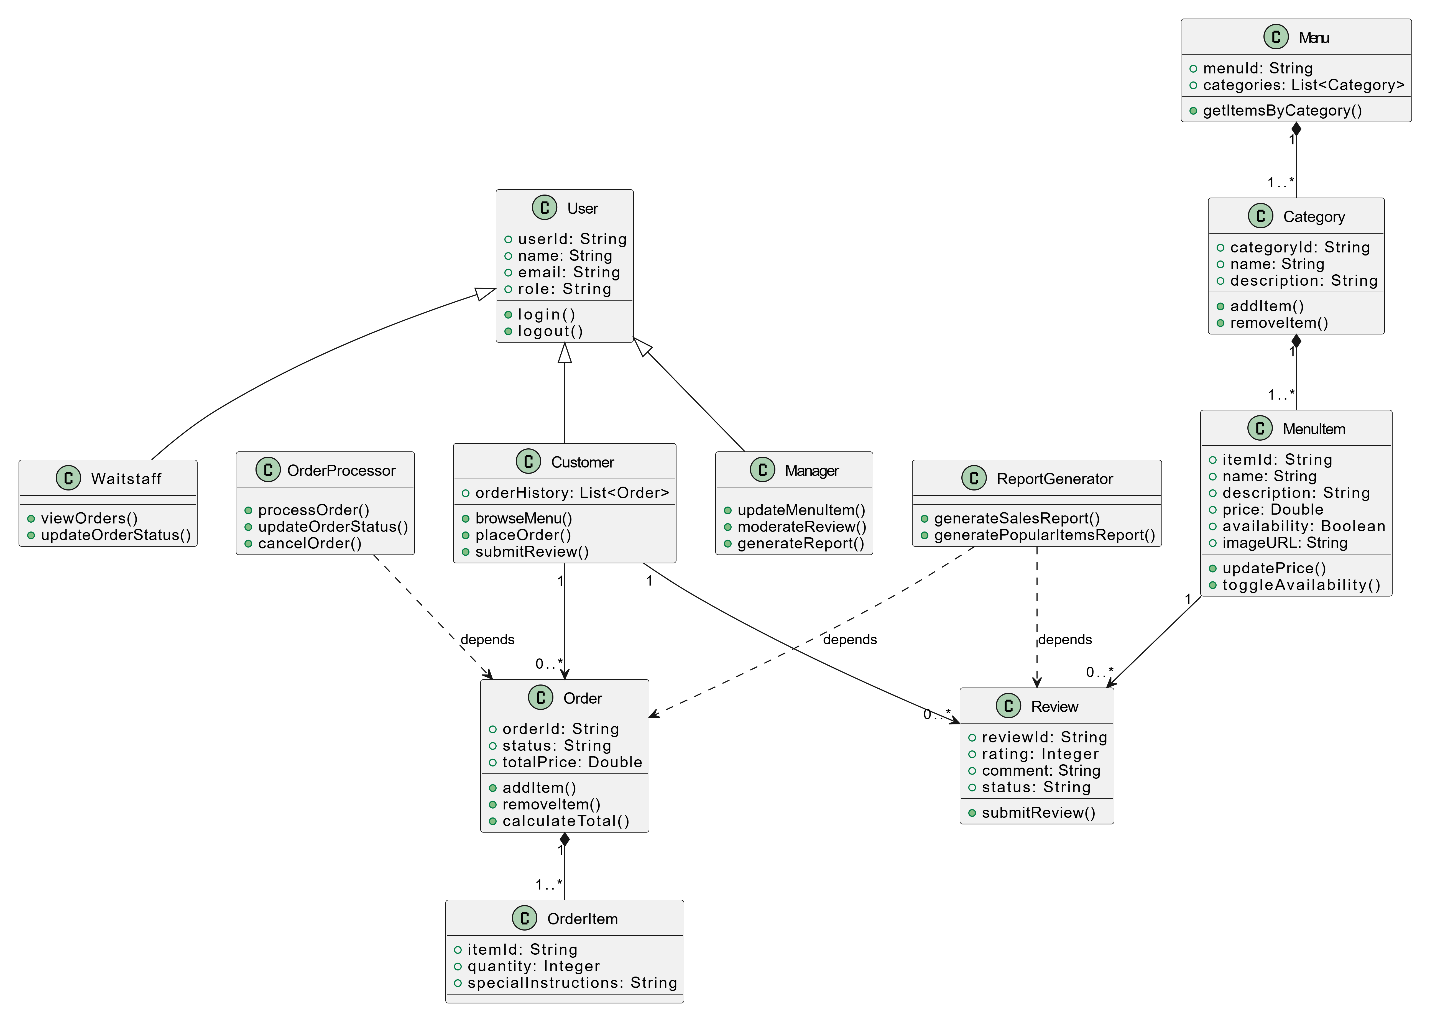 C Menu
menuId: String
categories: List<Category>
getItemsByCategory()
1
1..*
C User
userId: String
name: String
email: String
role: String
login()
logout()
C Category
categoryId: String
name: String
description: String
addItem()
removeItem()
1
1..*
C Waitstaff
viewOrders()
updateOrderStatus()
C OrderProcessor
processOrder()
updateOrderStatus()
cancelOrder()
C Customer
orderHistory: List<Order>
browseMenu()
placeOrder()
submitReview()
C Manager
updateMenuItem()
moderateReview()
generateReport()
C ReportGenerator
generateSalesReport()
generatePopularItemsReport()
C MenuItem
itemId: String
name: String
description: String
price: Double
availability: Boolean
imageURL: String
updatePrice()
toggleAvailability()
1
1
1
depends
depends
depends
0..*
0..*
0..*
C Order
orderId: String
status: String
totalPrice: Double
addItem()
removeItem()
calculateTotal()
C Review
reviewId: String
rating: Integer
comment: String
status: String
submitReview()
1
1..*
C OrderItem
itemId: String
quantity: Integer
specialInstructions: String